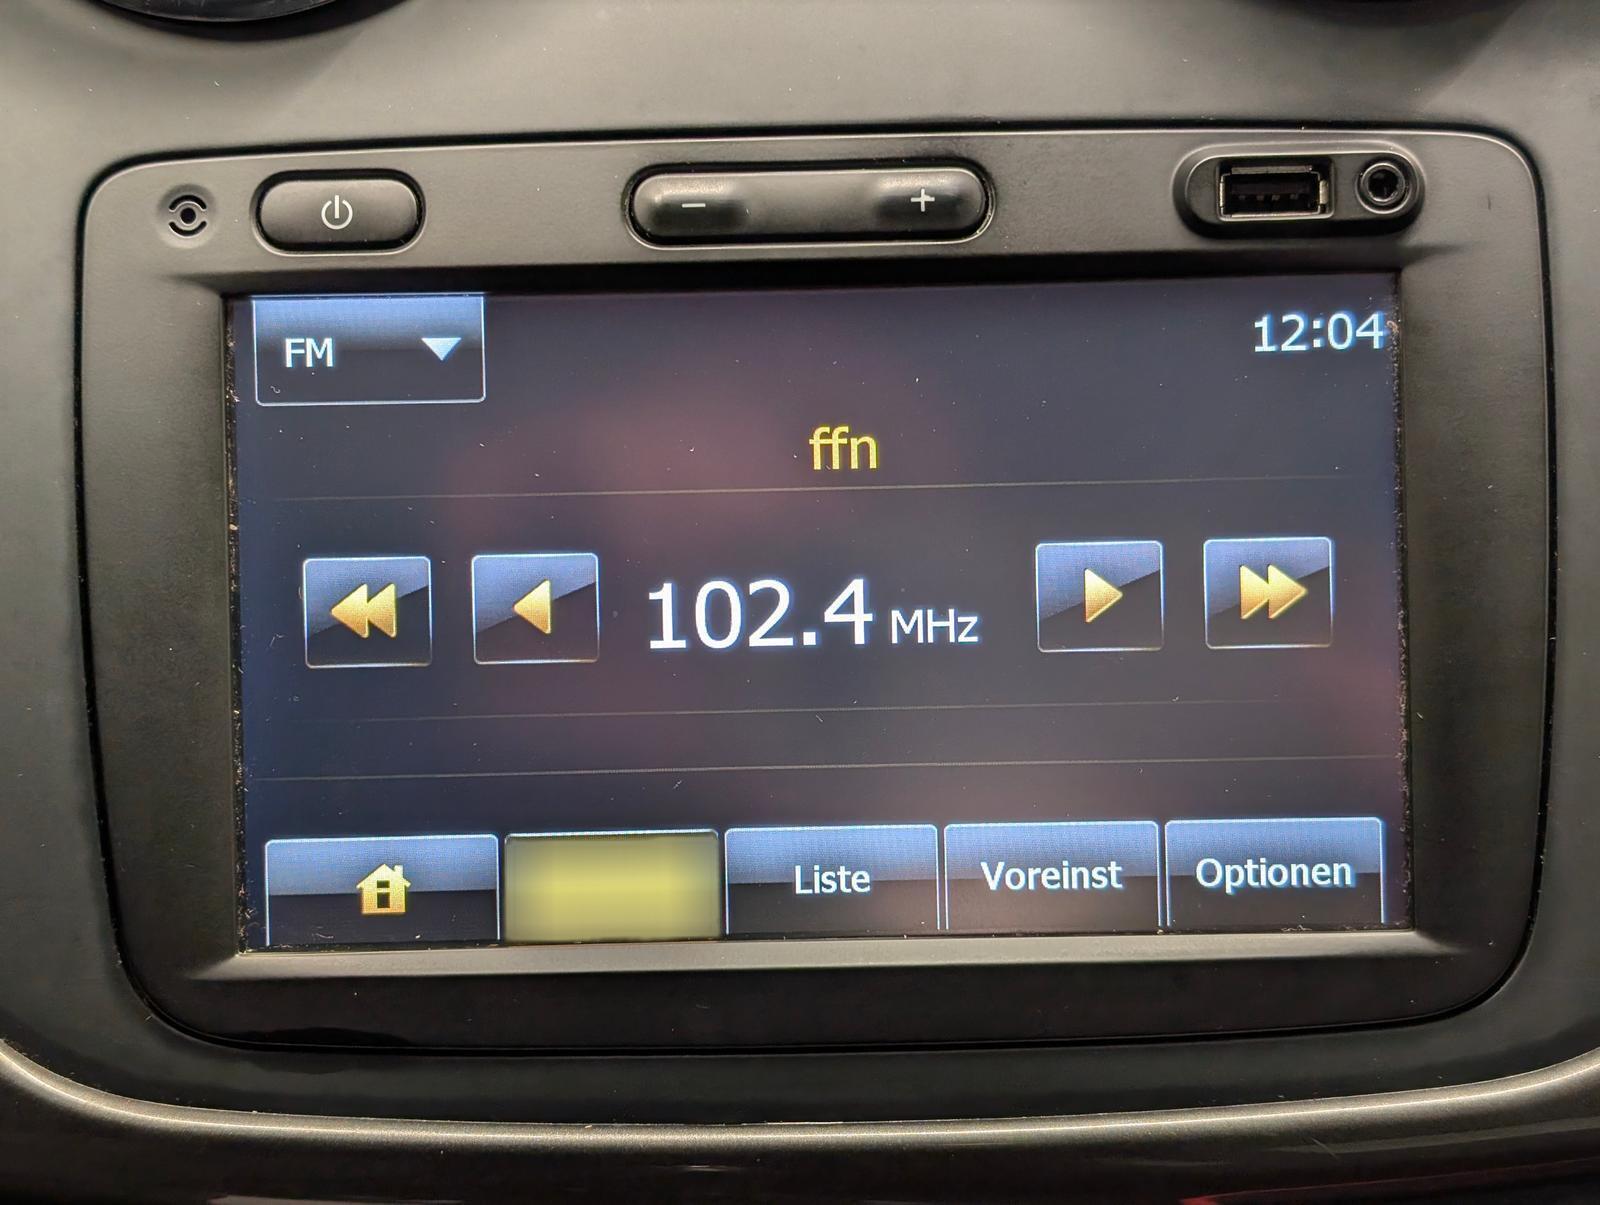 FM
12:04
ffn
102.4 MHz
Liste
Voreinst
Optionen